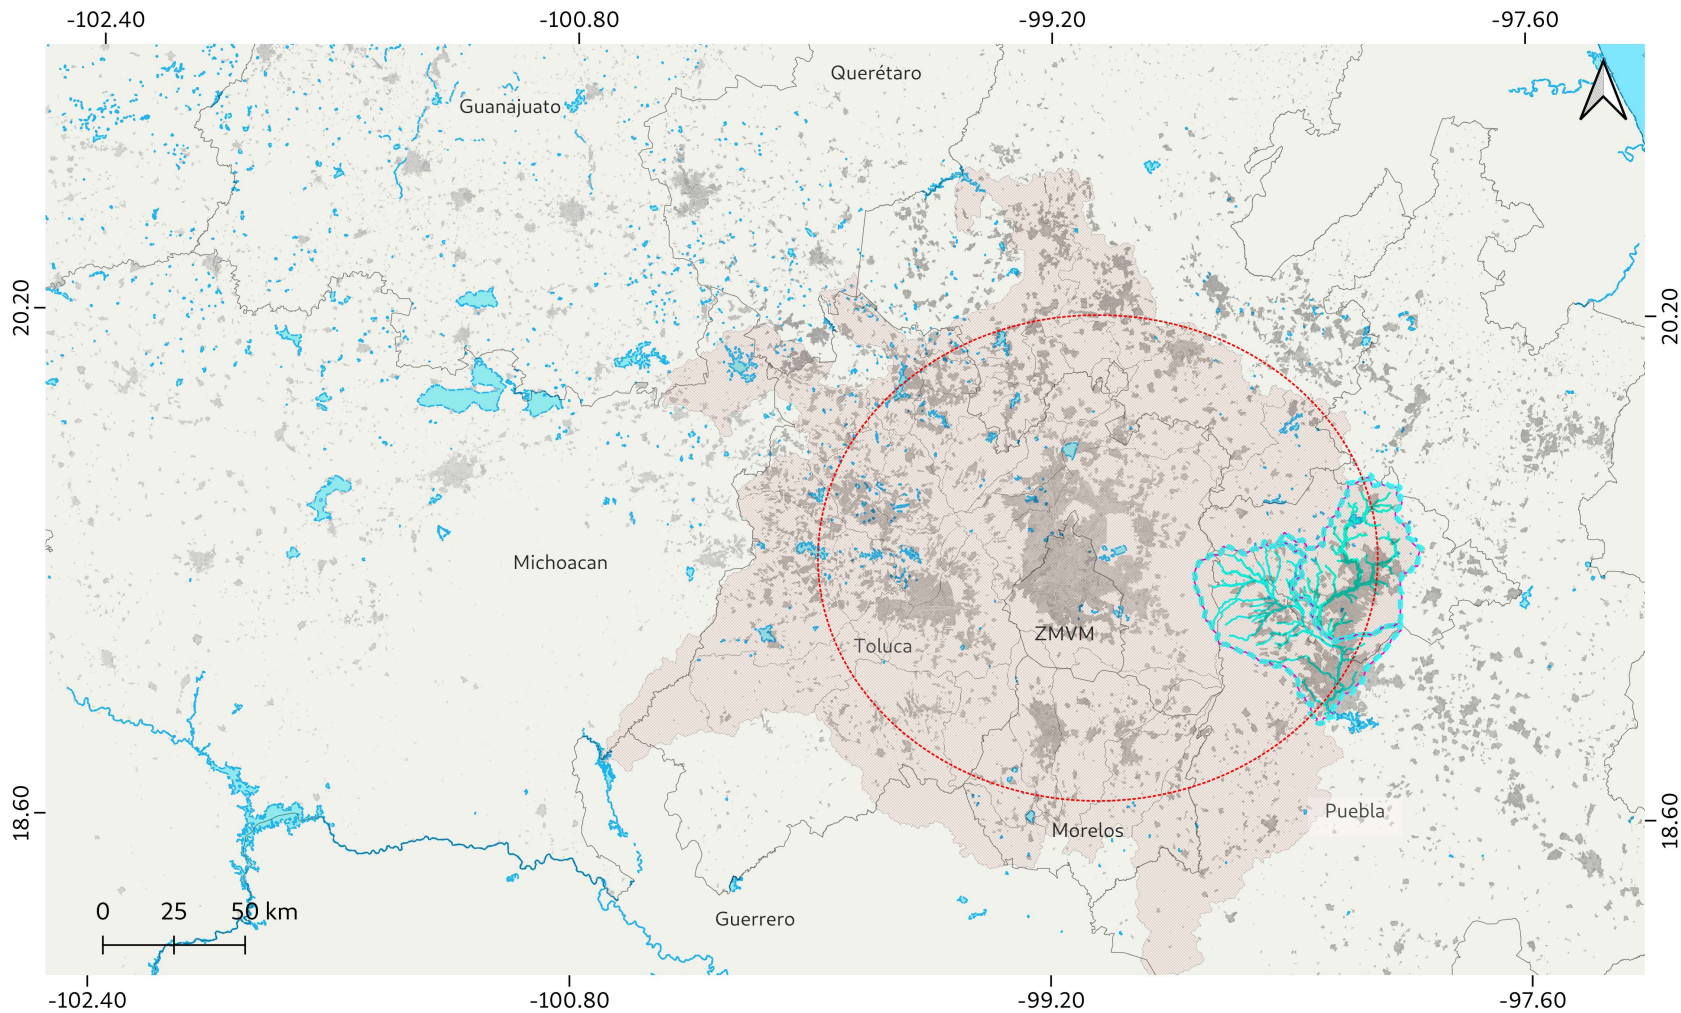 -102.40 -100.80 -99.20 -97.60
Querétaro
Guanajuato
20.20 20.20
Michoacan
ZMVM
Toluca
18.60 18.60
Puebla
Morelos
Guerrero
0 25 50 km
-102.40 -100.80 -99.20 -97.60